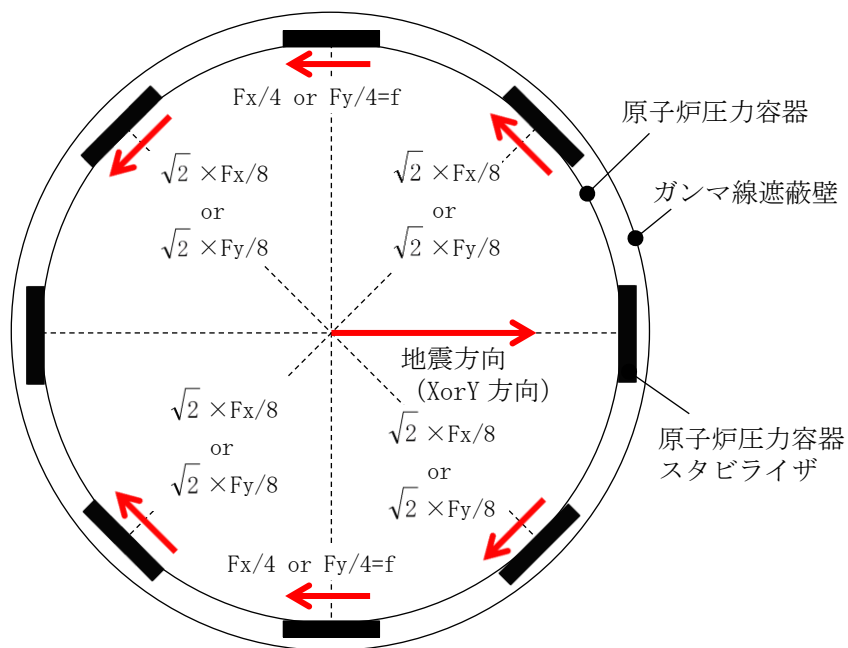 Fx/4 or Fy/4=f
原子炉圧力容器
ガンマ線遮蔽壁
√2 ×Fx/8
or
√2 ×Fy/8
√2 ×Fx/8
or
√2 ×Fy/8
地震方向
（XorY 方向）
√2 ×Fx/8
or
√2 ×Fy/8
√2 ×Fx/8
or
√2 ×Fy/8
原子炉圧力容器
スタビライザ
Fx/4 or Fy/4=f